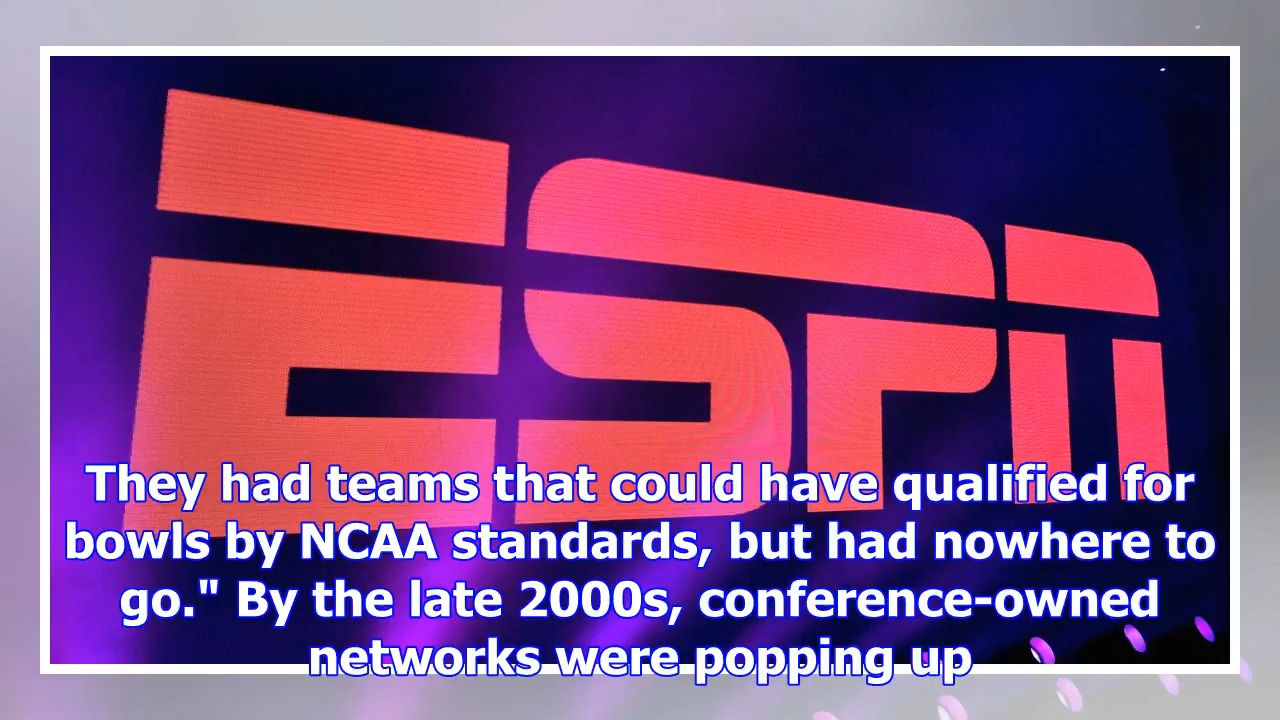 ESPN
They had teams that could have qualified for
bowls by NCAA standards, but had nowhere to
go." By the late 2000s, conference-owned
networks were popping up